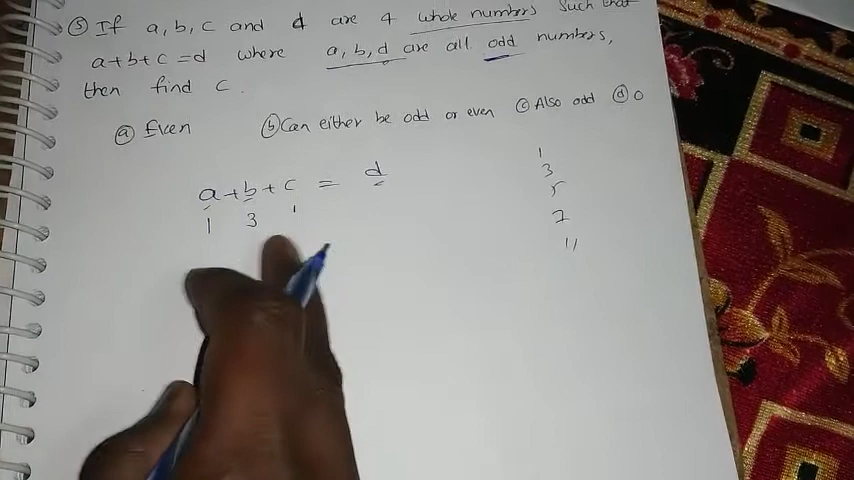 ⑤ If a, b, c and d are 4 whole numbers such that
a+b+c = d where a, b, d are all odd numbers,
then find c.
ⓐ Even ⓑ Can either be odd or even ⓒ Also odd ⓓ 0
a + b + c = d
1 3 1
1
3
5
7
11